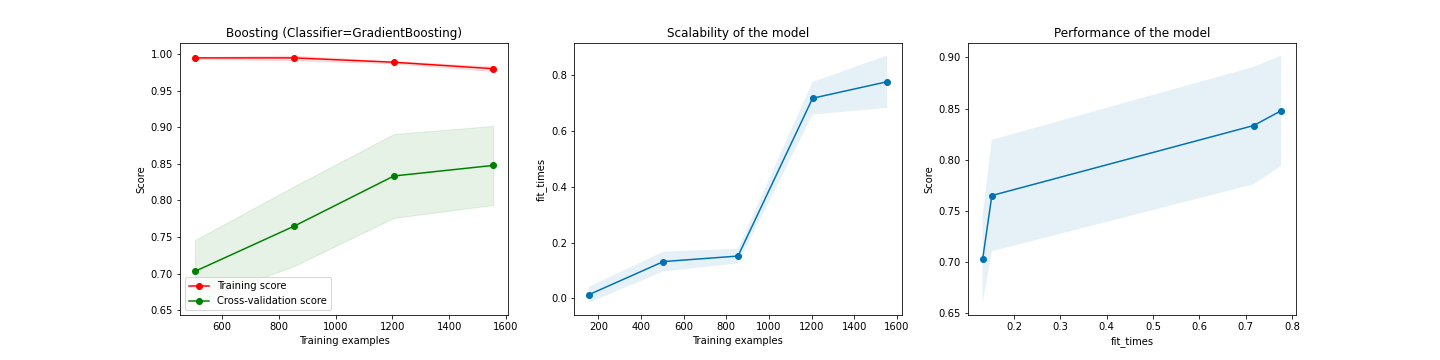 Boosting (Classifier=GradientBoosting)
1.00
0.95
0.90
0.85
0.80
0.75
0.70
0.65
Score
Training score
Cross-validation score
600 800 1000 1200 1400 1600
Training examples
Scalability of the model
0.8
0.6
0.4
0.2
0.0
fit_times
200 400 600 800 1000 1200 1400 1600
Training examples
Performance of the model
0.90
0.85
0.80
0.75
0.70
0.65
Score
0.2 0.3 0.4 0.5 0.6 0.7 0.8
fit_times